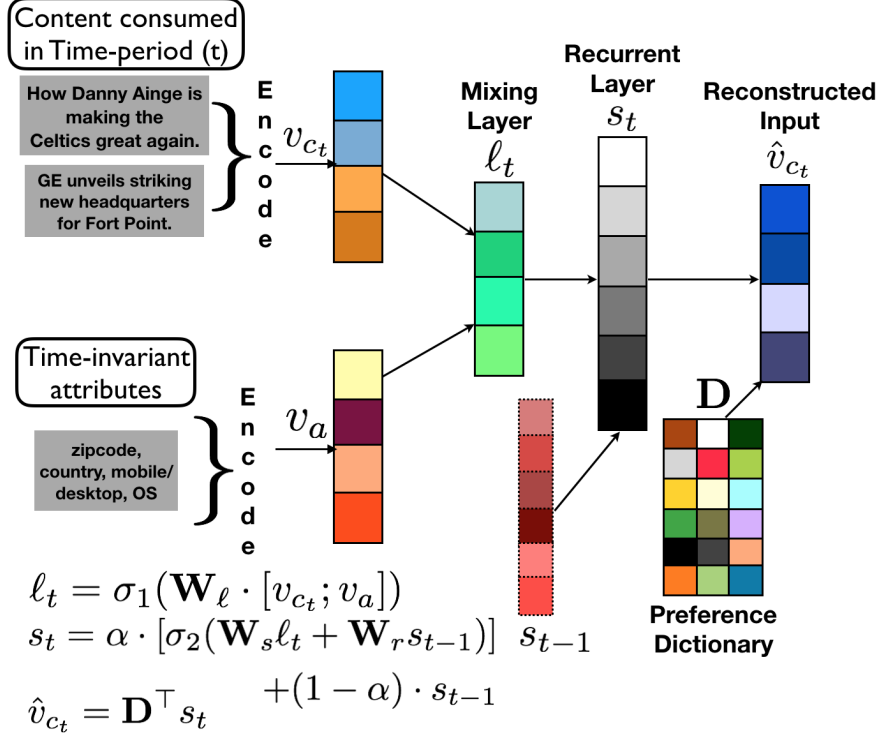 Content consumed
in Time-period (t)
How Danny Ainge is
making the
Celtics great again.
GE unveils striking
new headquarters
for Fort Point.
Encode
v_{c_t}
Mixing
Layer
ℓ_t
Recurrent
Layer
s_t
Reconstructed
Input
v̂_{c_t}
Time-invariant
attributes
zipcode,
country, mobile/
desktop, OS
Encode
v_a
D
Preference
Dictionary
s_{t−1}
ℓ_t = σ_1(W_ℓ · [v_{c_t}; v_a])
s_t = α · [σ_2(W_s ℓ_t + W_r s_{t−1})]
+(1 − α) · s_{t−1}
v̂_{c_t} = D^⊤ s_t